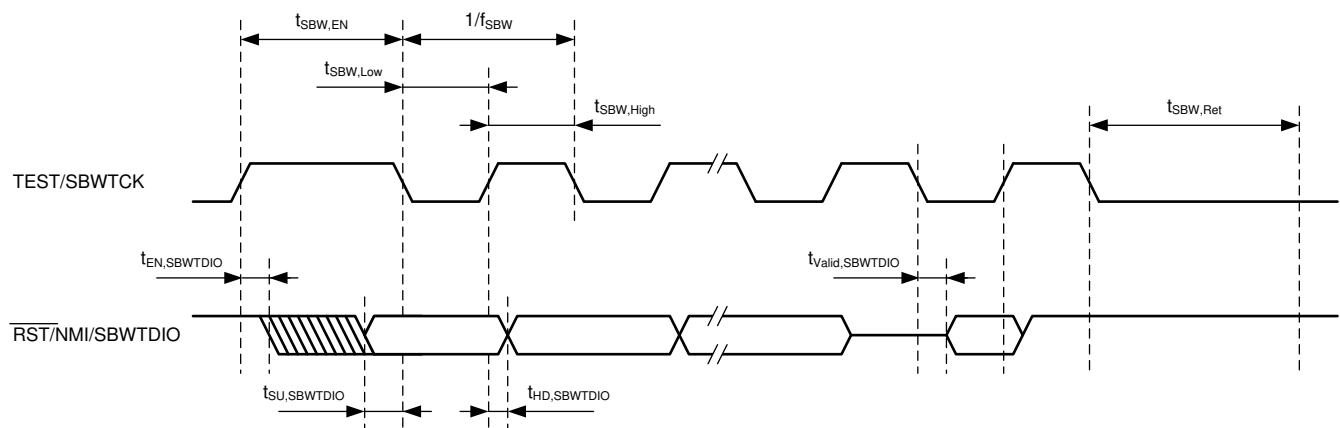 tSBW,EN
1/fSBW
tSBW,Low
tSBW,High
tSBW,Ret
TEST/SBWTCK
tEN,SBWTDIO
tValid,SBWTDIO
RST/NMI/SBWTDIO
tSU,SBWTDIO
tHD,SBWTDIO